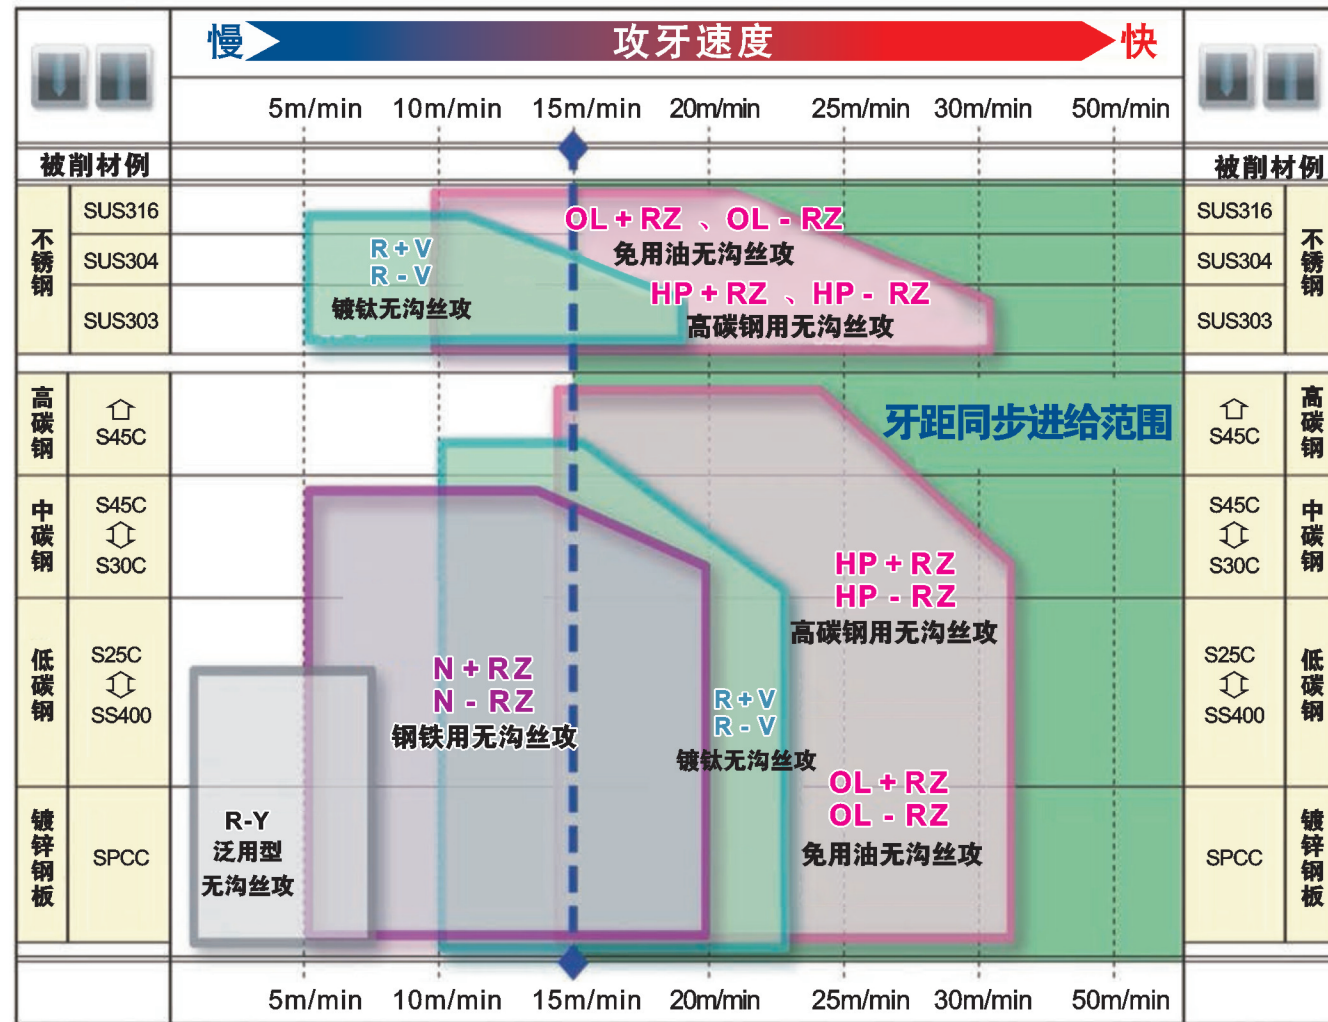 慢 攻牙速度 快
5m/min 10m/min 15m/min 20m/min 25m/min 30m/min 50m/min
被削材例
被削材例
不锈钢
SUS316
SUS304
SUS303
高碳钢
S45C
中碳钢
S45C
S30C
低碳钢
S25C
SS400
镀锌钢板
SPCC
R+V
R-V
镀钛无沟丝攻
OL+RZ 、OL-RZ
免用油无沟丝攻
HP+RZ 、HP-RZ
高碳钢用无沟丝攻
牙距同步进给范围
HP+RZ
HP-RZ
高碳钢用无沟丝攻
N+RZ
N-RZ
钢铁用无沟丝攻
R+V
R-V
镀钛无沟丝攻
OL+RZ
OL-RZ
免用油无沟丝攻
R-Y
泛用型
无沟丝攻
SUS316
SUS304
SUS303
不锈钢
S45C
高碳钢
S45C
S30C
中碳钢
S25C
SS400
低碳钢
SPCC
镀锌钢板
5m/min 10m/min 15m/min 20m/min 25m/min 30m/min 50m/min